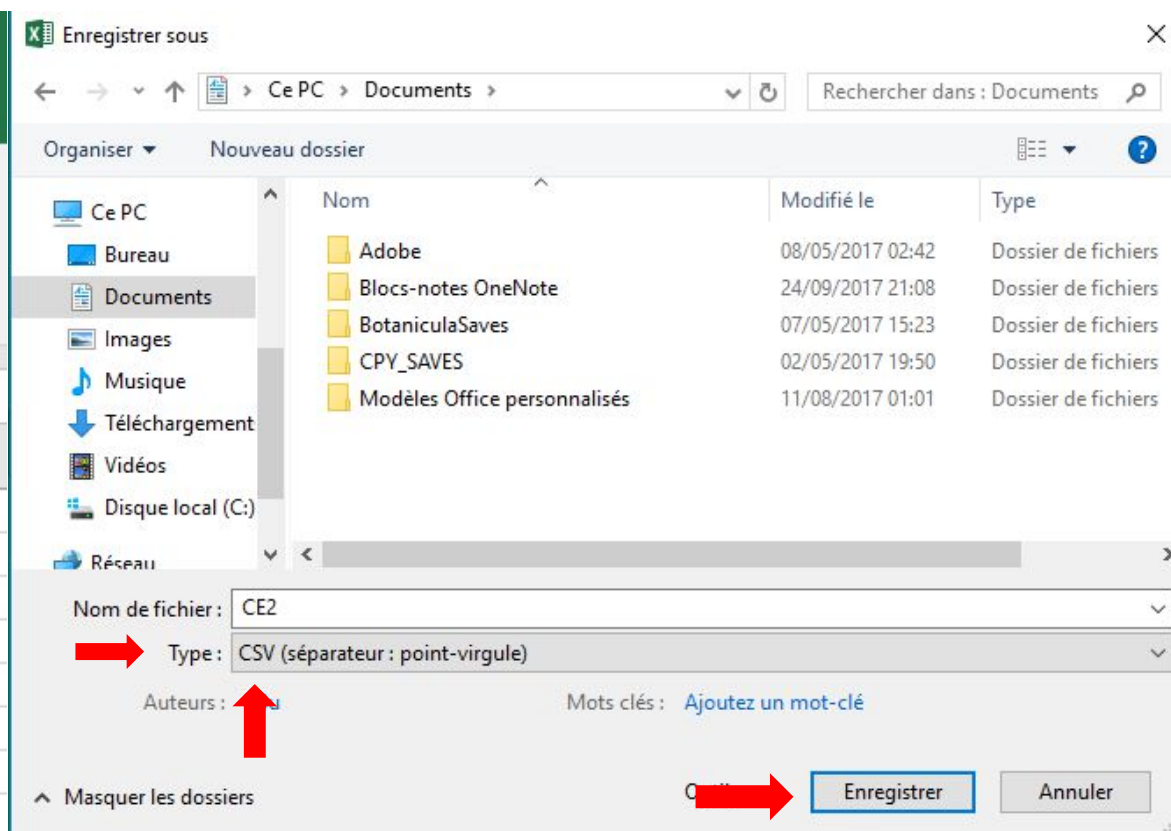 Enregistrer sous
Ce PC > Documents >
Rechercher dans : Documents
Organiser Nouveau dossier
Nom Modifié le Type
Ce PC
Bureau
Documents
Images
Musique
Téléchargement
Vidéos
Disque local (C:)
Réseau
Adobe 08/05/2017 02:42 Dossier de fichiers
Blocs-notes OneNote 24/09/2017 21:08 Dossier de fichiers
BotaniculaSaves 07/05/2017 15:23 Dossier de fichiers
CPY_SAVES 02/05/2017 19:50 Dossier de fichiers
Modèles Office personnalisés 11/08/2017 01:01 Dossier de fichiers
Nom de fichier : CE2
Type : CSV (séparateur : point-virgule)
Auteurs : Mots clés : Ajoutez un mot-clé
Masquer les dossiers Enregistrer Annuler